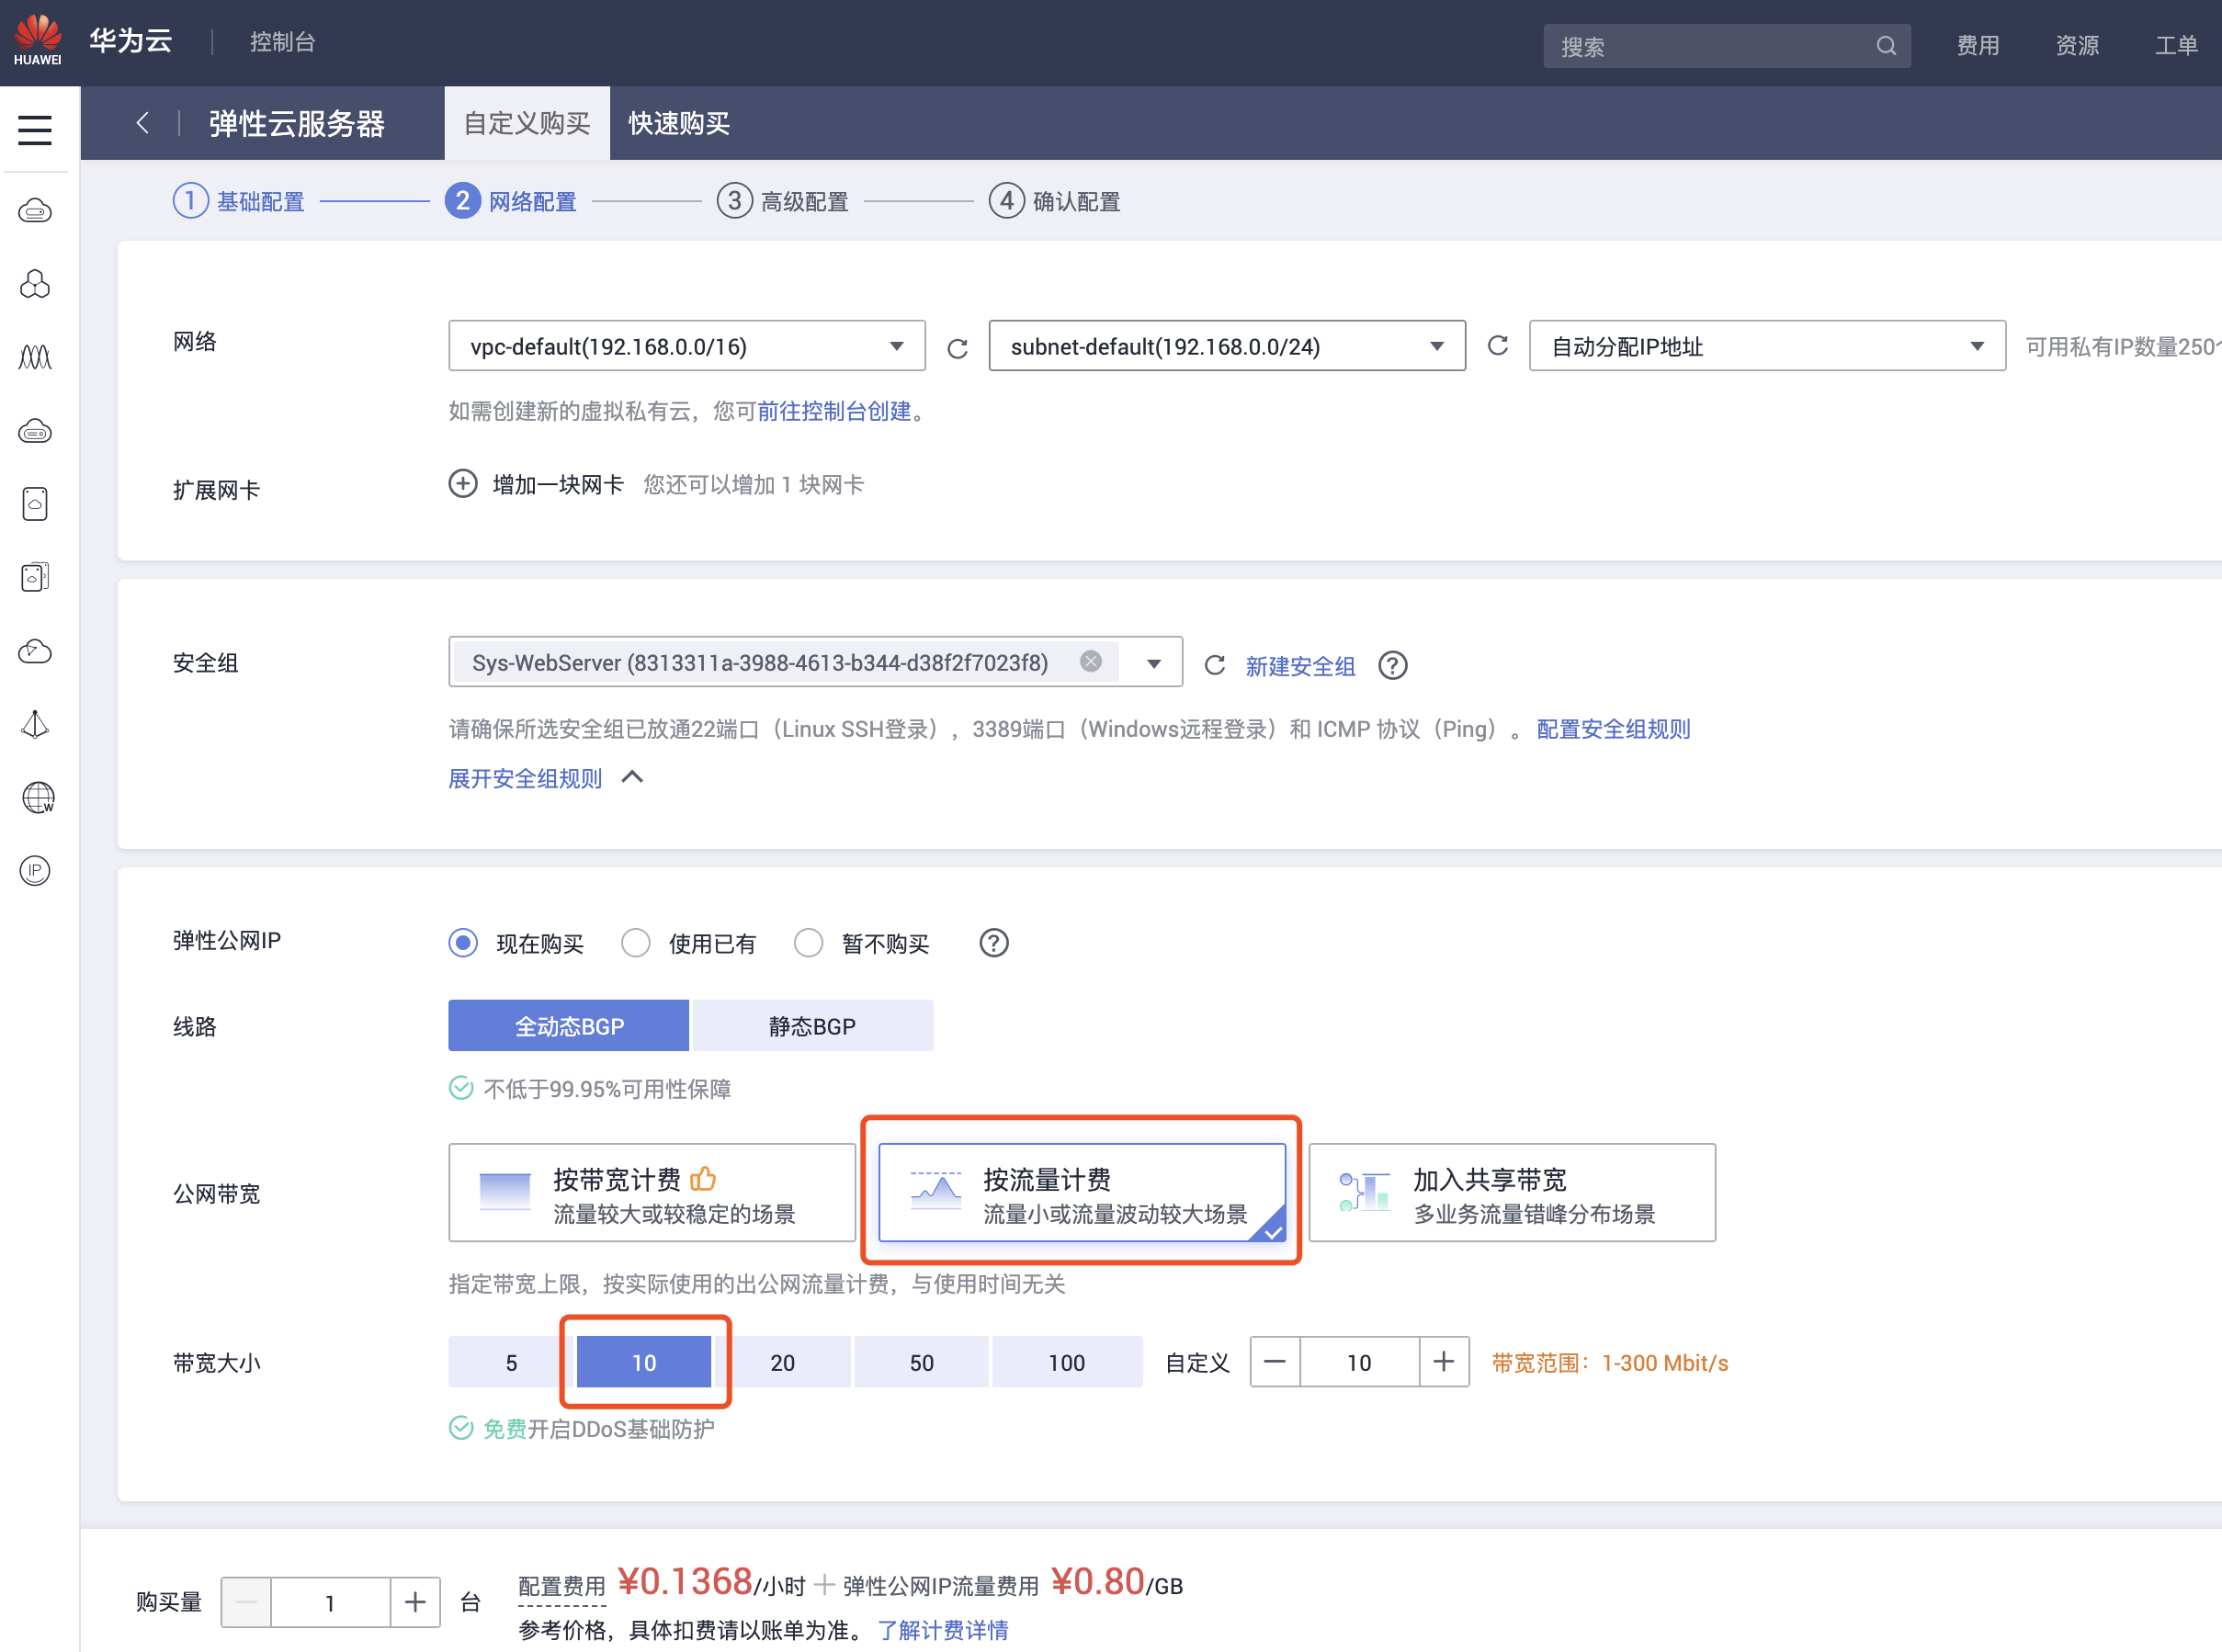 HUAWEI
华为云
控制台
搜索
费用
资源
工单
弹性云服务器
自定义购买
快速购买
1 基础配置
2 网络配置
3 高级配置
4 确认配置
网络
vpc-default(192.168.0.0/16)
subnet-default(192.168.0.0/24)
自动分配IP地址
可用私有IP数量250
如需创建新的虚拟私有云，您可前往控制台创建。
扩展网卡
增加一块网卡 您还可以增加 1 块网卡
安全组
Sys-WebServer (8313311a-3988-4613-b344-d38f2f7023f8)
新建安全组
请确保所选安全组已放通22端口（Linux SSH登录），3389端口（Windows远程登录）和 ICMP 协议（Ping）。 配置安全组规则
展开安全组规则
W
IP
弹性公网IP
现在购买
使用已有
暂不购买
线路
全动态BGP
静态BGP
不低于99.95%可用性保障
公网带宽
按带宽计费
流量较大或较稳定的场景
按流量计费
流量小或流量波动较大场景
加入共享带宽
多业务流量错峰分布场景
指定带宽上限，按实际使用的出公网流量计费，与使用时间无关
带宽大小
5
10
20
50
100
自定义
10
带宽范围：1-300 Mbit/s
免费开启DDoS基础防护
购买量
1
台
配置费用 ¥0.1368/小时 + 弹性公网IP流量费用 ¥0.80/GB
参考价格，具体扣费请以账单为准。 了解计费详情